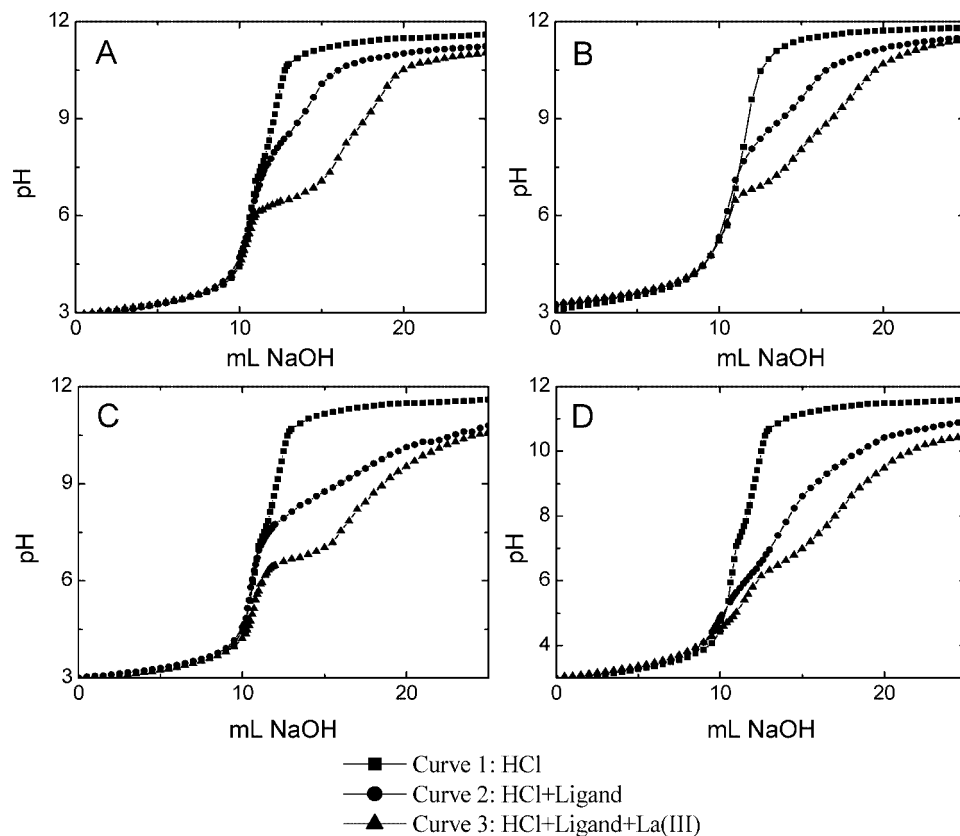 A
12
9
6
3
pH
0 10 20
mL NaOH
B
12
9
6
3
pH
0 10 20
mL NaOH
C
12
9
6
3
pH
0 10 20
mL NaOH
D
12
10
8
6
4
pH
0 10 20
mL NaOH
Curve 1: HCl
Curve 2: HCl+Ligand
Curve 3: HCl+Ligand+La(III)